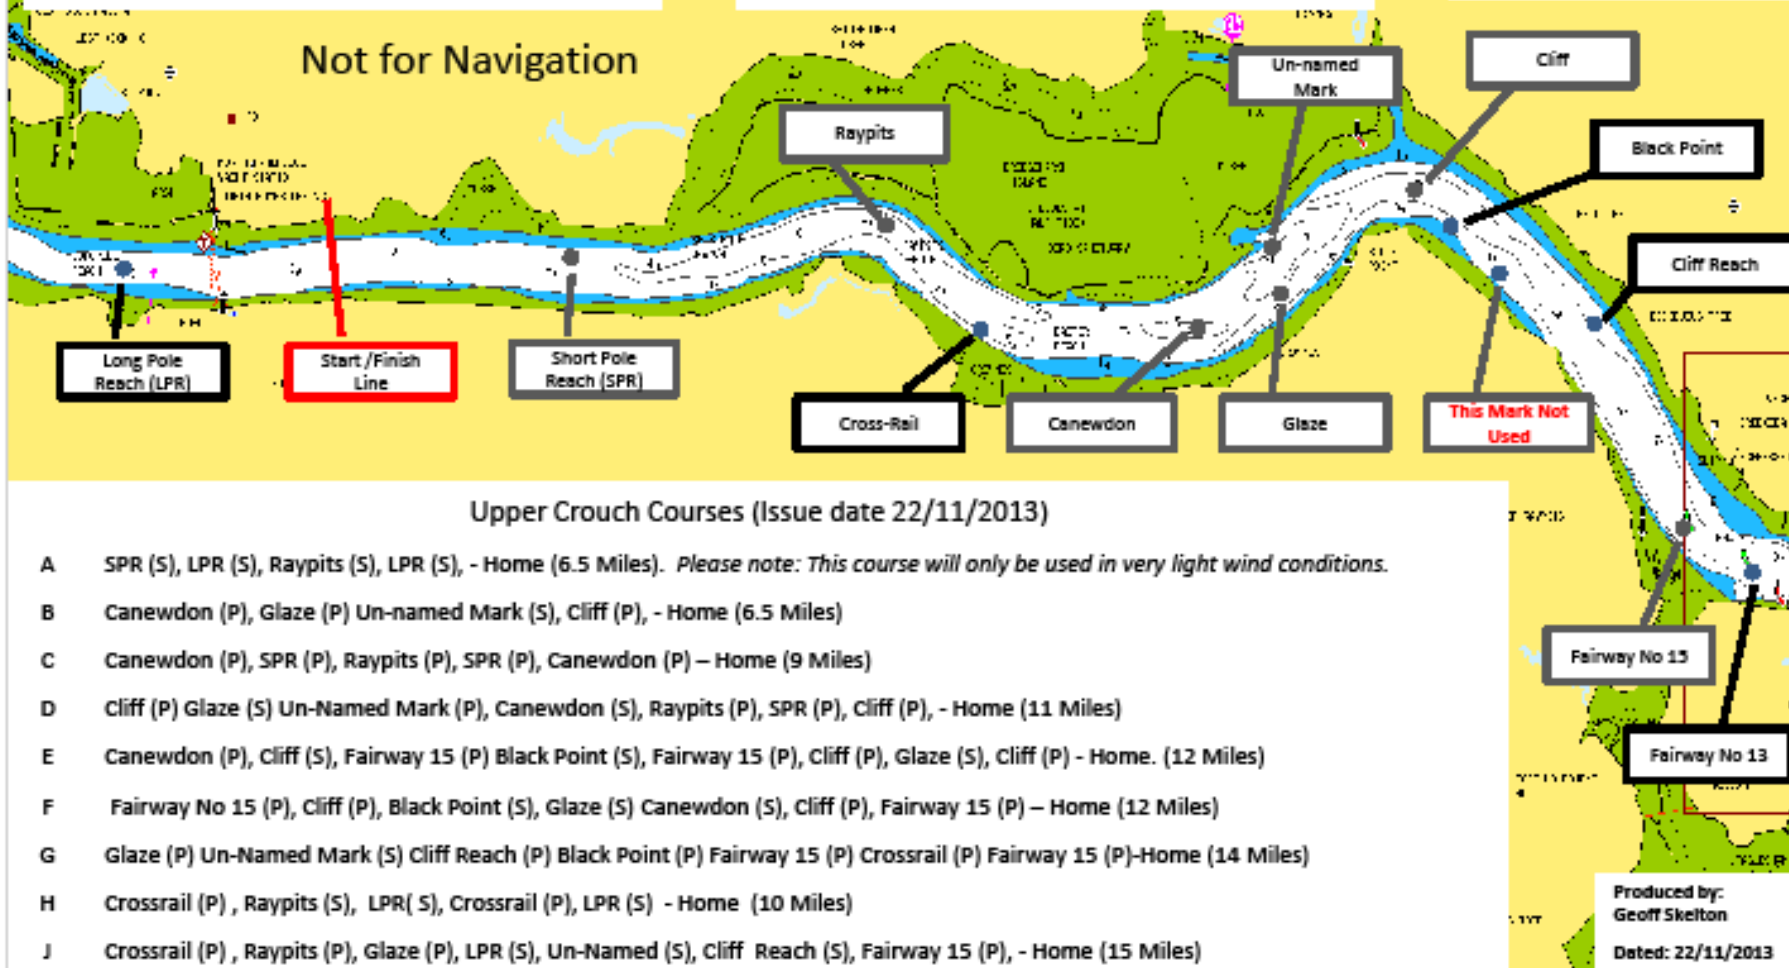 Not for Navigation
Un-named
Mark
Cliff
Raypits
Black Point
Cliff Reach
Long Pole
Reach (LPR)
Start /Finish
Line
Short Pole
Reach (SPR)
Cross-Rail
Canewdon
Glaze
This Mark Not
Used
Fairway No 15
Fairway No 13
Upper Crouch Courses (Issue date 22/11/2013)
A SPR (S), LPR (S), Raypits (S), LPR (S), - Home (6.5 Miles). Please note: This course will only be used in very light wind conditions.
B Canewdon (P), Glaze (P) Un-named Mark (S), Cliff (P), - Home (6.5 Miles)
C Canewdon (P), SPR (P), Raypits (P), SPR (P), Canewdon (P) – Home (9 Miles)
D Cliff (P) Glaze (S) Un-Named Mark (P), Canewdon (S), Raypits (P), SPR (P), Cliff (P), - Home (11 Miles)
E Canewdon (P), Cliff (S), Fairway 15 (P) Black Point (S), Fairway 15 (P), Cliff (P), Glaze (S), Cliff (P) - Home. (12 Miles)
F Fairway No 15 (P), Cliff (P), Black Point (S), Glaze (S) Canewdon (S), Cliff (P), Fairway 15 (P) – Home (12 Miles)
G Glaze (P) Un-Named Mark (S) Cliff Reach (P) Black Point (P) Fairway 15 (P) Crossrail (P) Fairway 15 (P)-Home (14 Miles)
H Crossrail (P) , Raypits (S), LPR( S), Crossrail (P), LPR (S) - Home (10 Miles)
J Crossrail (P) , Raypits (P), Glaze (P), LPR (S), Un-Named (S), Cliff Reach (S), Fairway 15 (P), - Home (15 Miles)
Produced by:
Geoff Skelton
Dated: 22/11/2013